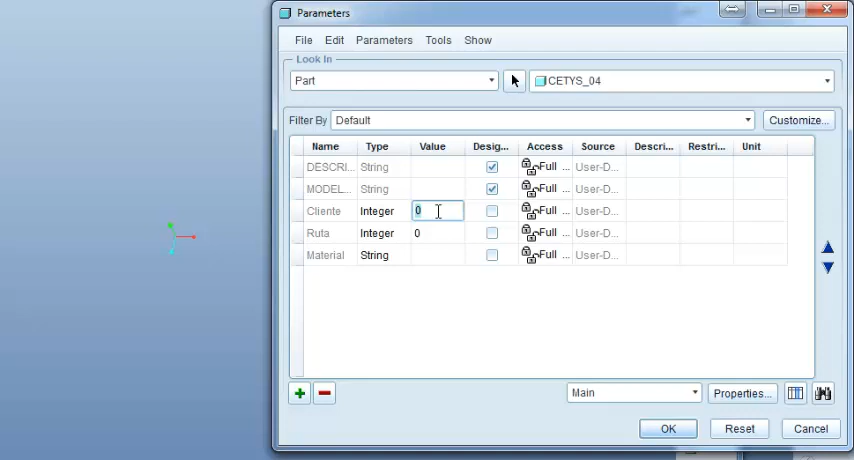 Parameters
File Edit Parameters Tools Show
Look In
Part CETYS_04
Filter By Default Customize...
Name Type Value Desig... Access Source Descri... Restri... Unit
DESCRI... String Full ... User-D...
MODEL... String Full ... User-D...
Cliente Integer 0 Full ... User-D...
Ruta Integer 0 Full ... User-D...
Material String Full ... User-D...
Main Properties...
OK Reset Cancel